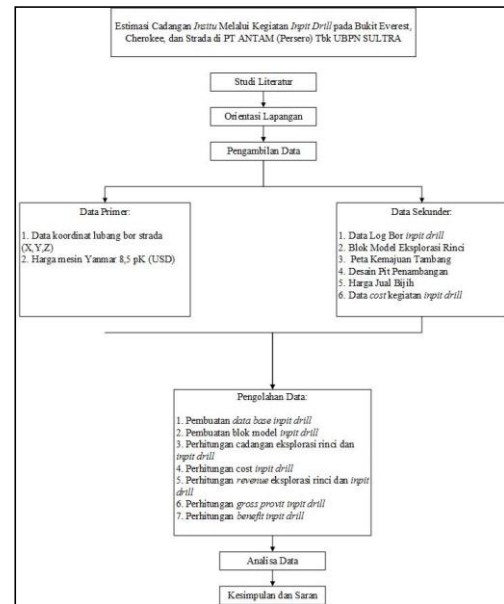 Estimasi Cadangan Insitu Melalui Kegiatan Inpit Drill pada Bukit Everest,
Cherokee, dan Strada di PT ANTAM (Persero) Tbk UBPN SULTRA
Studi Literatur
Orientasi Lapangan
Pengambilan Data
Data Primer:
1. Data koordinat lubang bor strada
(X,Y,Z)
2. Harga mesin Yanmar 8,5 pK (USD)
Data Sekunder:
1. Data Log Bor inpit drill
2. Blok Model Eksplorasi Rinci
3. Peta Kemajuan Tambang
4. Desain Pit Penambangan
5. Harga Jual Bijih
6. Data cost kegiatan inpit drill
Pengolahan Data:
1. Pembuatan data base inpit drill
2. Pembuatan blok model inpit drill
3. Perhitungan cadangan eksplorasi rinci dan
inpit drill
4. Perhitungan cost inpit drill
5. Perhitungan revenue eksplorasi rinci dan inpit
drill
6. Perhitungan gross provit inpit drill
7. Perhitungan benefit inpit drill
Analisa Data
Kesimpulan dan Saran